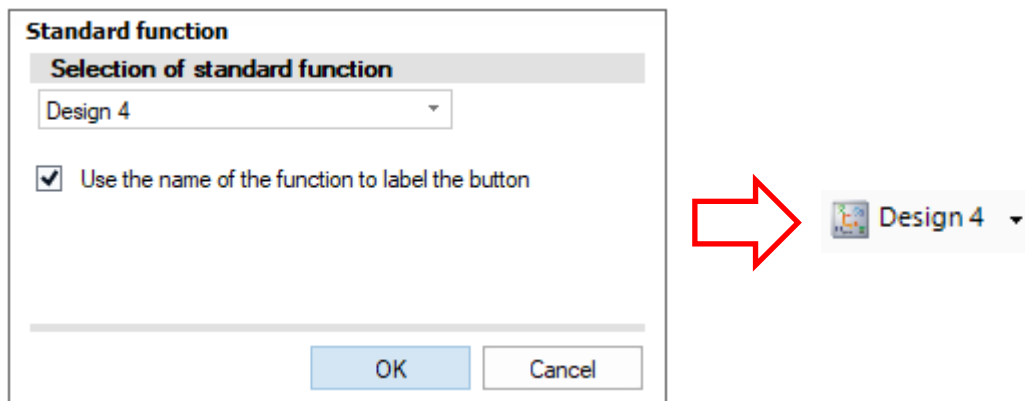 Standard function
Selection of standard function
Design 4
Use the name of the function to label the button
Design 4
OK
Cancel